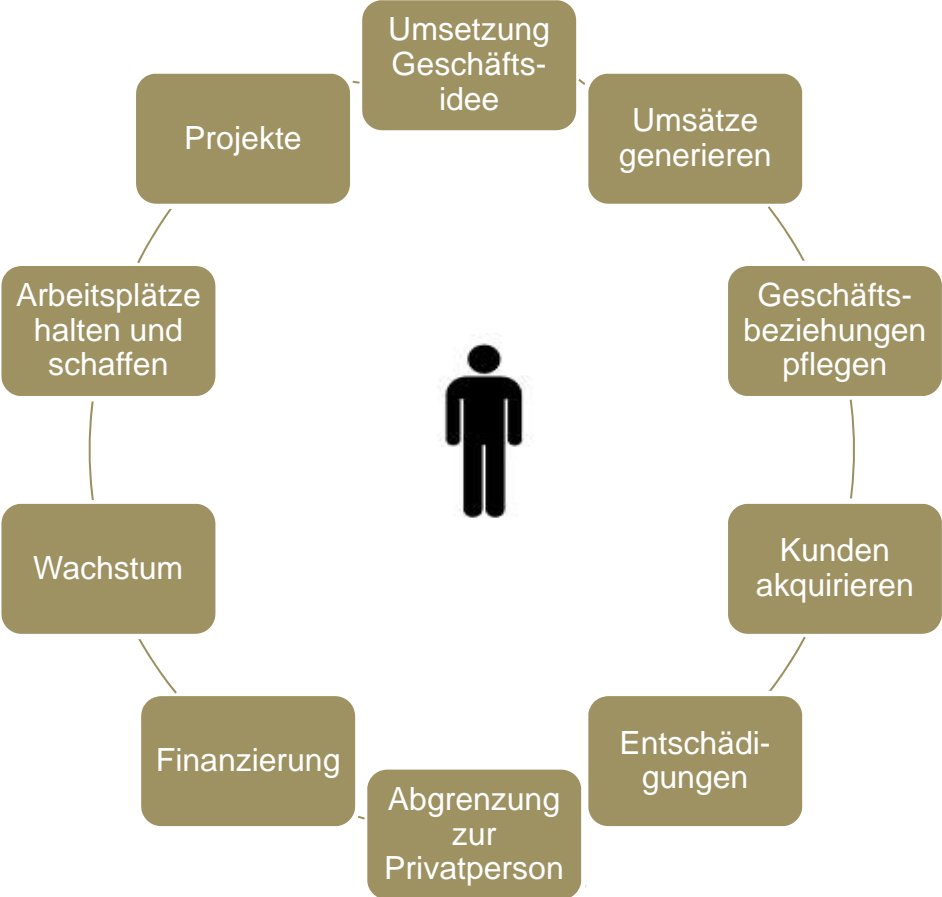 Umsetzung
Geschäfts-
idee
Umsätze
generieren
Geschäfts-
beziehungen
pflegen
Kunden
akquirieren
Entschädi-
gungen
Abgrenzung
zur
Privatperson
Finanzierung
Wachstum
Arbeitsplätze
halten und
schaffen
Projekte